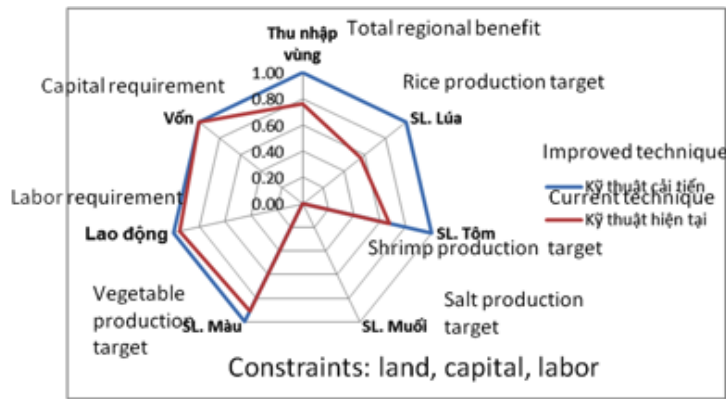 Thu nhập
vùng
Total regional benefit
1.00
0.80
0.60
0.40
0.20
0.00
Capital requirement
Vốn
Rice production target
SL. Lúa
Improved technique
Kỹ thuật cải tiến
Current technique
Kỹ thuật hiện tại
Labor requirement
Lao động
SL. Tôm
Shrimp production target
Vegetable
production
target
SL. Màu
SL. Muối
Salt production
target
Constraints: land, capital, labor